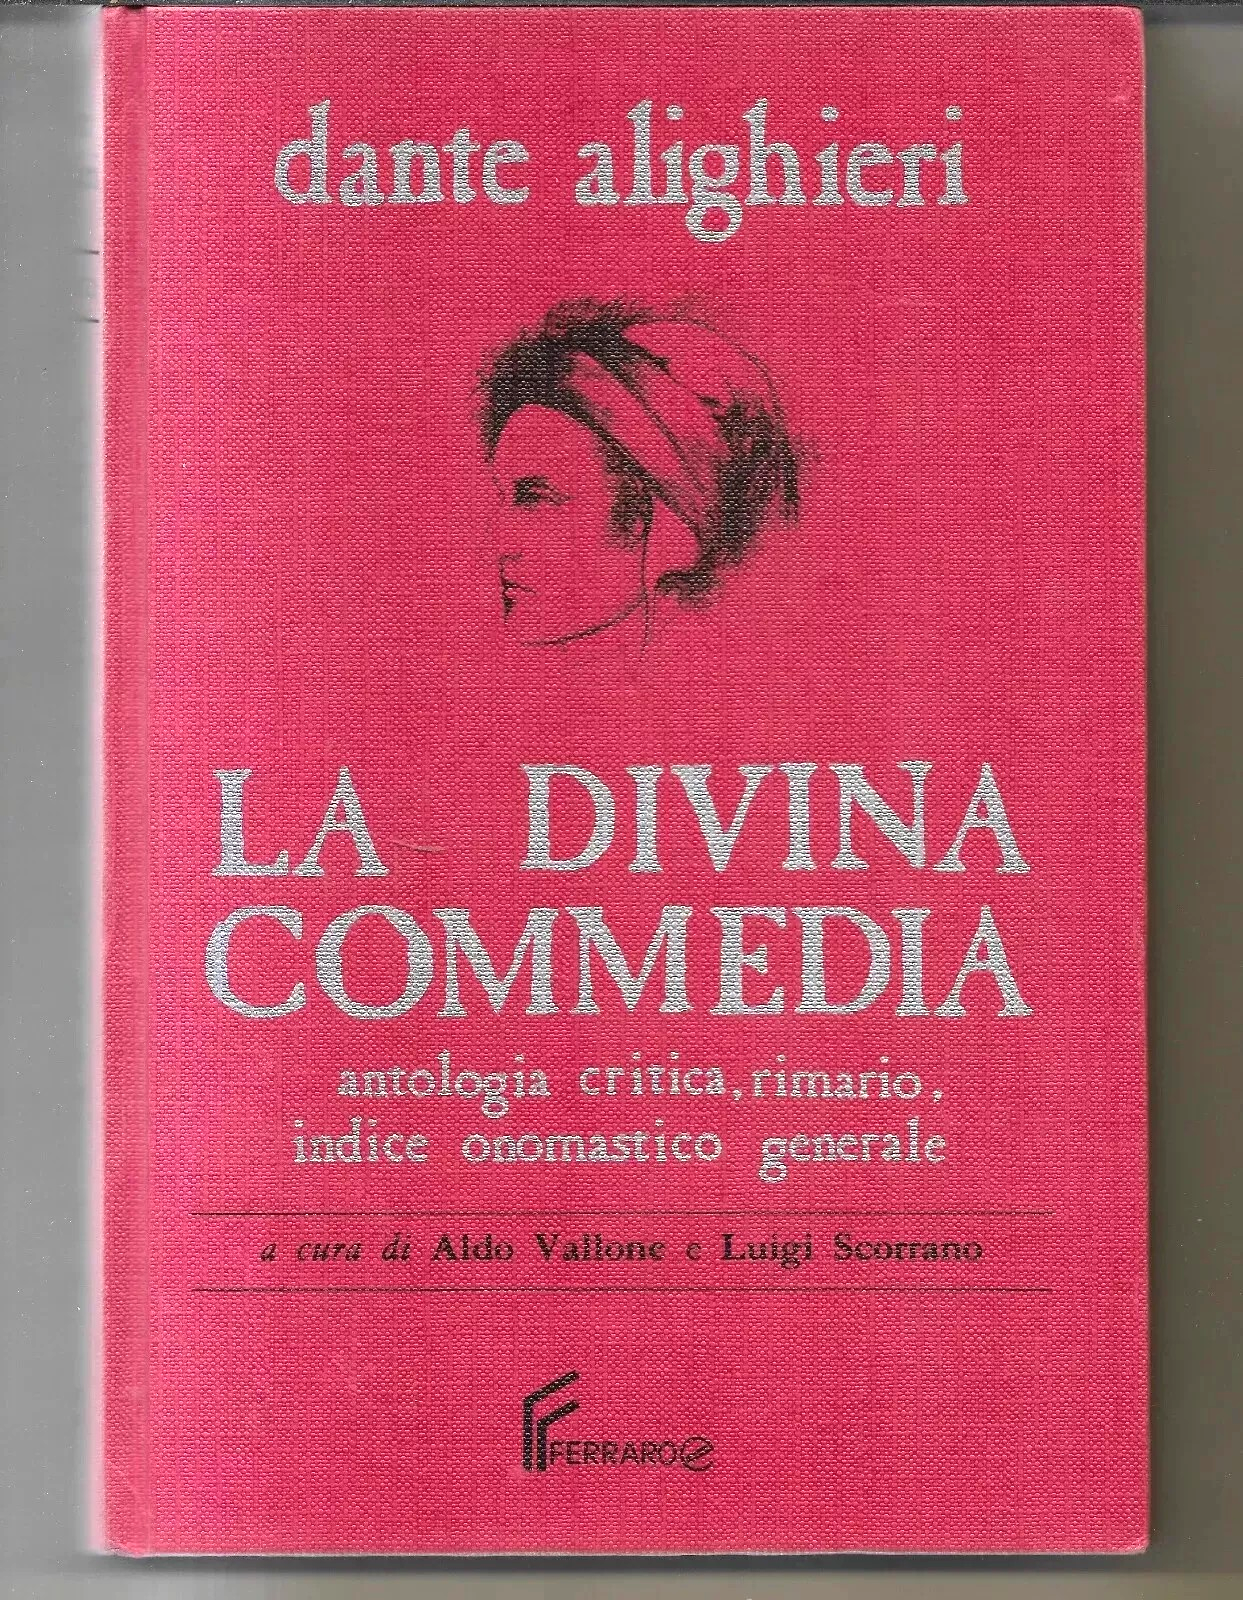 dante alighieri
LA DIVINA
COMMEDIA
antologia critica, rimario,
indice onomastico generale
a cura di Aldo Vallone e Luigi Scorrano
FERRARO